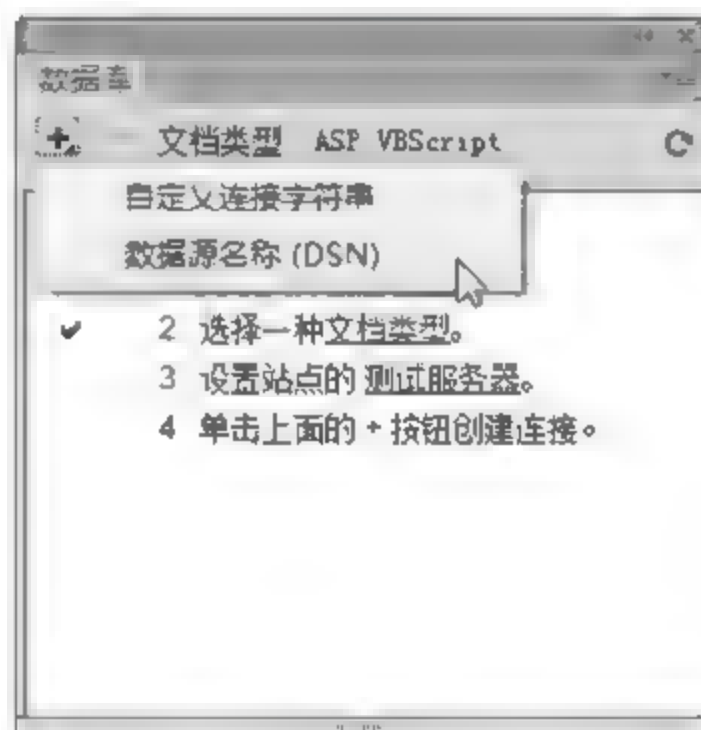 数据库
文档类型 ASP VBScript
自定义连接字符串
数据源名称 (DSN)
2 选择一种文档类型。
3 设置站点的 测试服务器。
4 单击上面的 + 按钮创建连接。